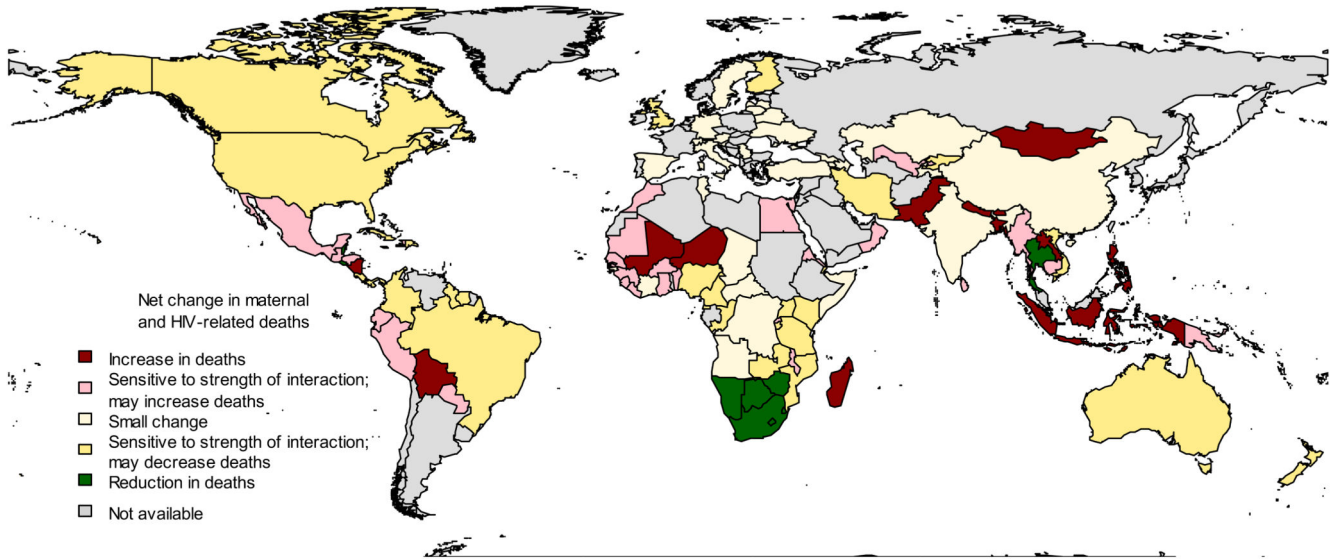 Net change in maternal
and HIV-related deaths
Increase in deaths
Sensitive to strength of interaction;
may increase deaths
Small change
Sensitive to strength of interaction;
may decrease deaths
Reduction in deaths
Not available